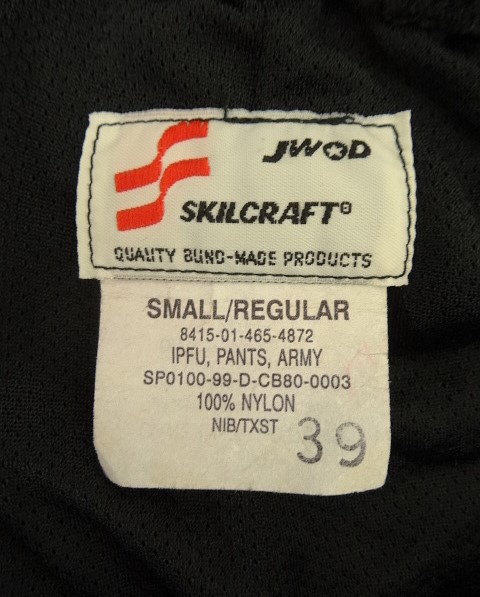 JWOD
SKILCRAFT®
QUALITY BLIND-MADE PRODUCTS
SMALL/REGULAR
8415-01-465-4872
IPFU, PANTS, ARMY
SP0100-99-D-CB80-0003
100% NYLON
NIB/TXST
39